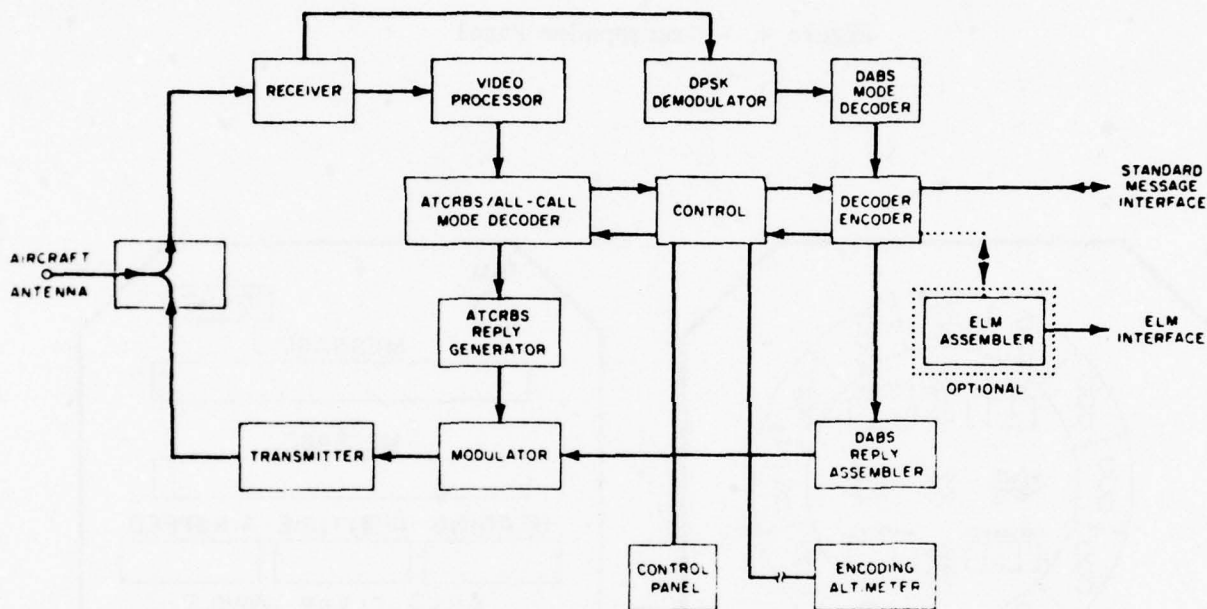 RECEIVER
VIDEO
PROCESSOR
DPSK
DEMODULATOR
DABS
MODE
DECODER
ATCRBS/ALL-CALL
MODE DECODER
CONTROL
DECODER
ENCODER
STANDARD
MESSAGE
INTERFACE
AIRCRAFT
ANTENNA
ATCRBS
REPLY
GENERATOR
ELM
ASSEMBLER
OPTIONAL
ELM
INTERFACE
TRANSMITTER
MODULATOR
DABS
REPLY
ASSEMBLER
CONTROL
PANEL
ENCODING
ALTIMETER